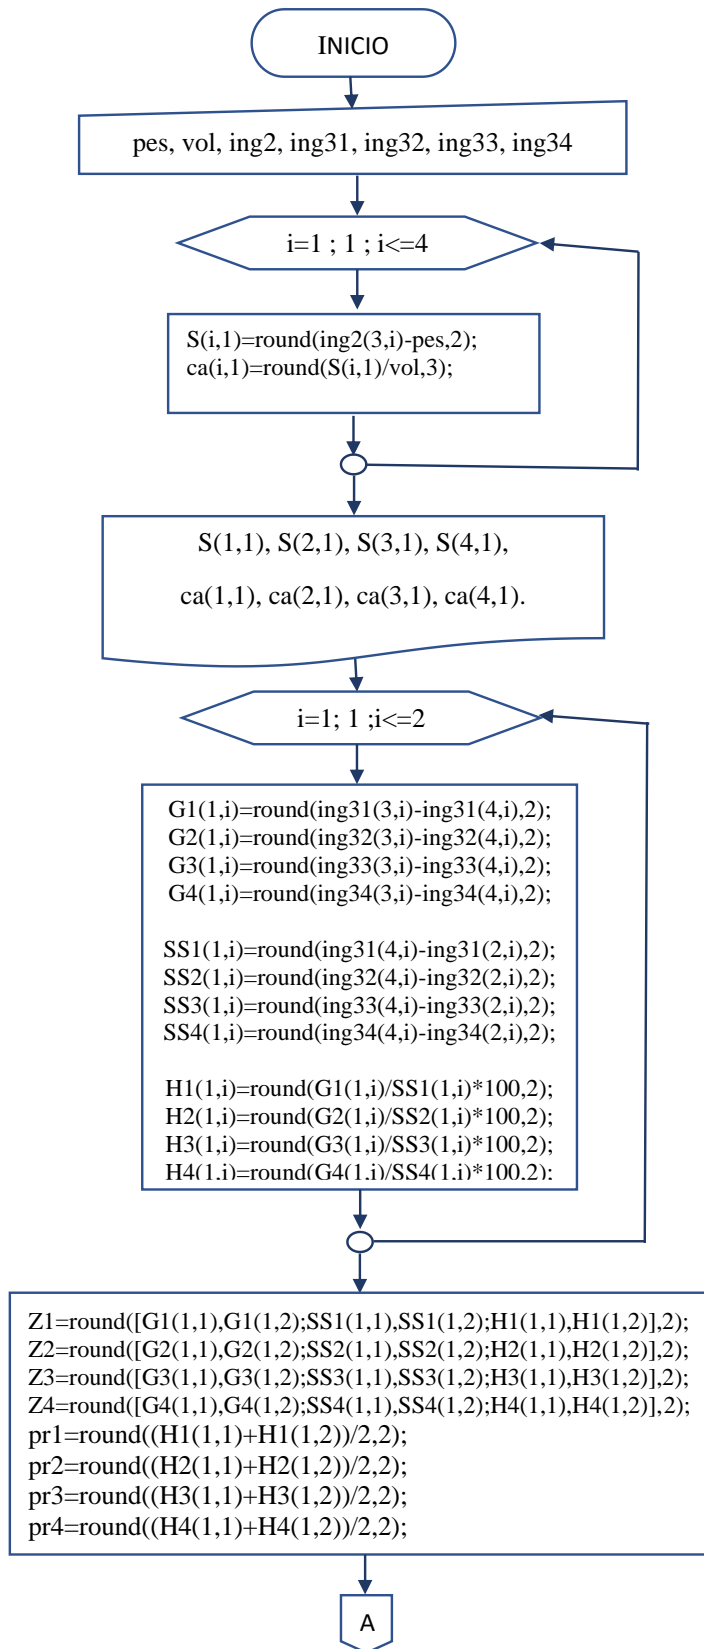 INICIO
pes, vol, ing2, ing31, ing32, ing33, ing34
i=1 ; 1 ; i<=4
S(i,1)=round(ing2(3,i)-pes,2);
ca(i,1)=round(S(i,1)/vol,3);
S(1,1), S(2,1), S(3,1), S(4,1),
ca(1,1), ca(2,1), ca(3,1), ca(4,1).
i=1; 1 ;i<=2
G1(1,i)=round(ing31(3,i)-ing31(4,i),2);
G2(1,i)=round(ing32(3,i)-ing32(4,i),2);
G3(1,i)=round(ing33(3,i)-ing33(4,i),2);
G4(1,i)=round(ing34(3,i)-ing34(4,i),2);
SS1(1,i)=round(ing31(4,i)-ing31(2,i),2);
SS2(1,i)=round(ing32(4,i)-ing32(2,i),2);
SS3(1,i)=round(ing33(4,i)-ing33(2,i),2);
SS4(1,i)=round(ing34(4,i)-ing34(2,i),2);
H1(1,i)=round(G1(1,i)/SS1(1,i)*100,2);
H2(1,i)=round(G2(1,i)/SS2(1,i)*100,2);
H3(1,i)=round(G3(1,i)/SS3(1,i)*100,2);
H4(1,i)=round(G4(1,i)/SS4(1,i)*100,2);
Z1=round([G1(1,1),G1(1,2);SS1(1,1),SS1(1,2);H1(1,1),H1(1,2)],2);
Z2=round([G2(1,1),G2(1,2);SS2(1,1),SS2(1,2);H2(1,1),H2(1,2)],2);
Z3=round([G3(1,1),G3(1,2);SS3(1,1),SS3(1,2);H3(1,1),H3(1,2)],2);
Z4=round([G4(1,1),G4(1,2);SS4(1,1),SS4(1,2);H4(1,1),H4(1,2)],2);
pr1=round((H1(1,1)+H1(1,2))/2,2);
pr2=round((H2(1,1)+H2(1,2))/2,2);
pr3=round((H3(1,1)+H3(1,2))/2,2);
pr4=round((H4(1,1)+H4(1,2))/2,2);
A